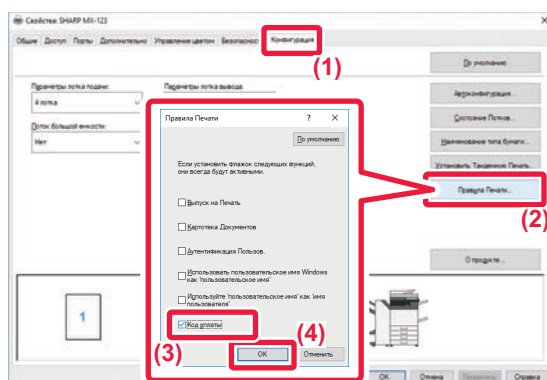 Свойства: SHARP MX-123
Общие Доступ Порты Дополнительно Управление цветом Безопасность Конфигурация
(1)
По умолчанию
Параметры лотка подачи:
Параметры лотка вывода:
4 лотка
Автоконфигурация...
Состояние Лотков...
Лоток большой емкости:
Нет
Наименование типа бумаги...
Установить Тандемную Печать...
Правила Печати...
(2)
Правила Печати
По умолчанию
Если установить флажок следующих функций,
они всегда будут активными.
Выпуск на Печать
Картотека Документов
Аутентификация Пользов.
Использовать пользовательское имя Windows
как 'пользовательское имя'
Используйте 'пользовательское имя' как 'имя
пользователя'
Код оплаты
(3)
(4)
OK
Отменить
О продукте...
1
OK Отмена Применить Справка